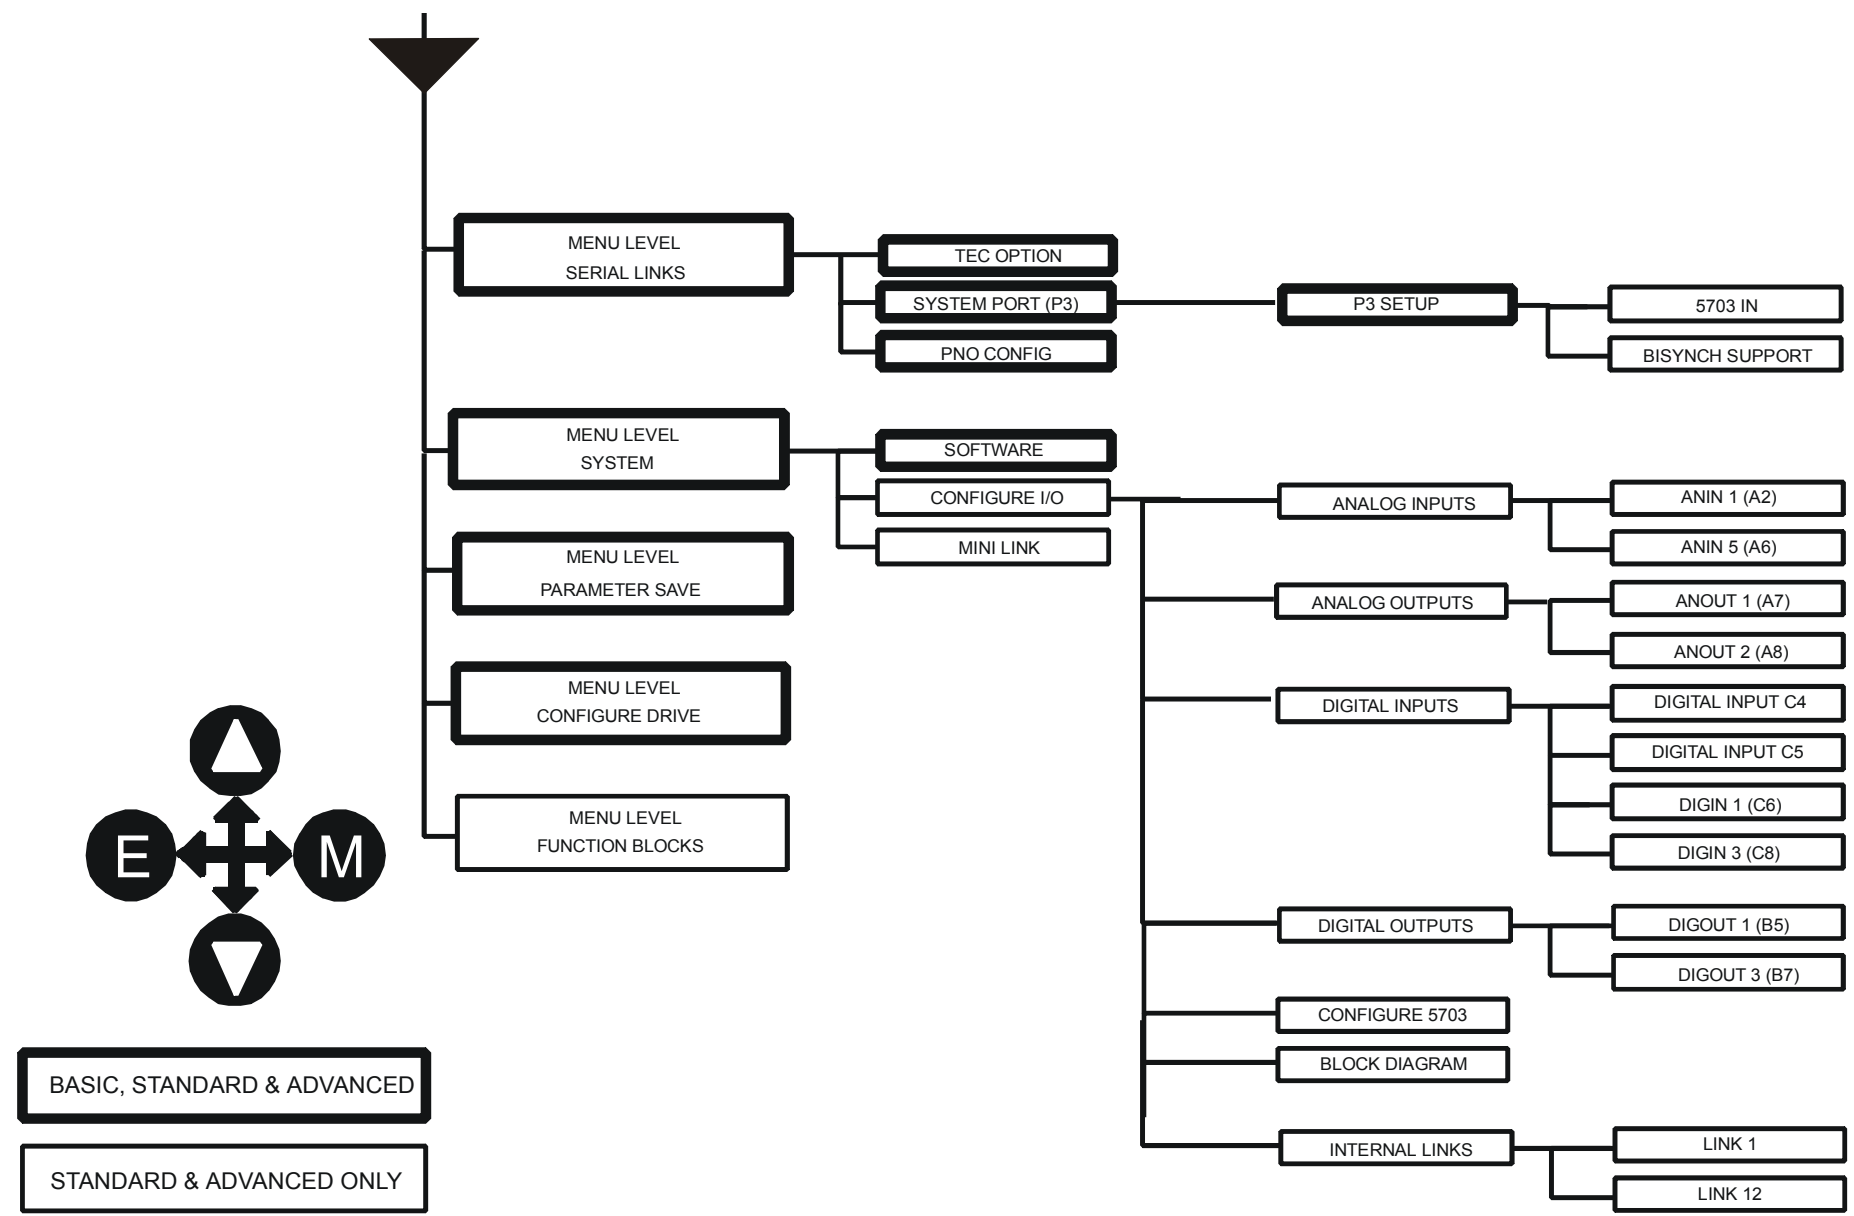 MENU LEVEL
SERIAL LINKS
TEC OPTION
SYSTEM PORT (P3)
PNO CONFIG
P3 SETUP
5703 IN
BISYNCH SUPPORT
MENU LEVEL
SYSTEM
SOFTWARE
CONFIGURE I/O
MINI LINK
ANALOG INPUTS
ANIN 1 (A2)
ANIN 5 (A6)
ANALOG OUTPUTS
ANOUT 1 (A7)
ANOUT 2 (A8)
DIGITAL INPUTS
DIGITAL INPUT C4
DIGITAL INPUT C5
DIGIN 1 (C6)
DIGIN 3 (C8)
DIGITAL OUTPUTS
DIGOUT 1 (B5)
DIGOUT 3 (B7)
CONFIGURE 5703
BLOCK DIAGRAM
INTERNAL LINKS
LINK 1
LINK 12
MENU LEVEL
PARAMETER SAVE
MENU LEVEL
CONFIGURE DRIVE
MENU LEVEL
FUNCTION BLOCKS
E
M
BASIC, STANDARD & ADVANCED
STANDARD & ADVANCED ONLY